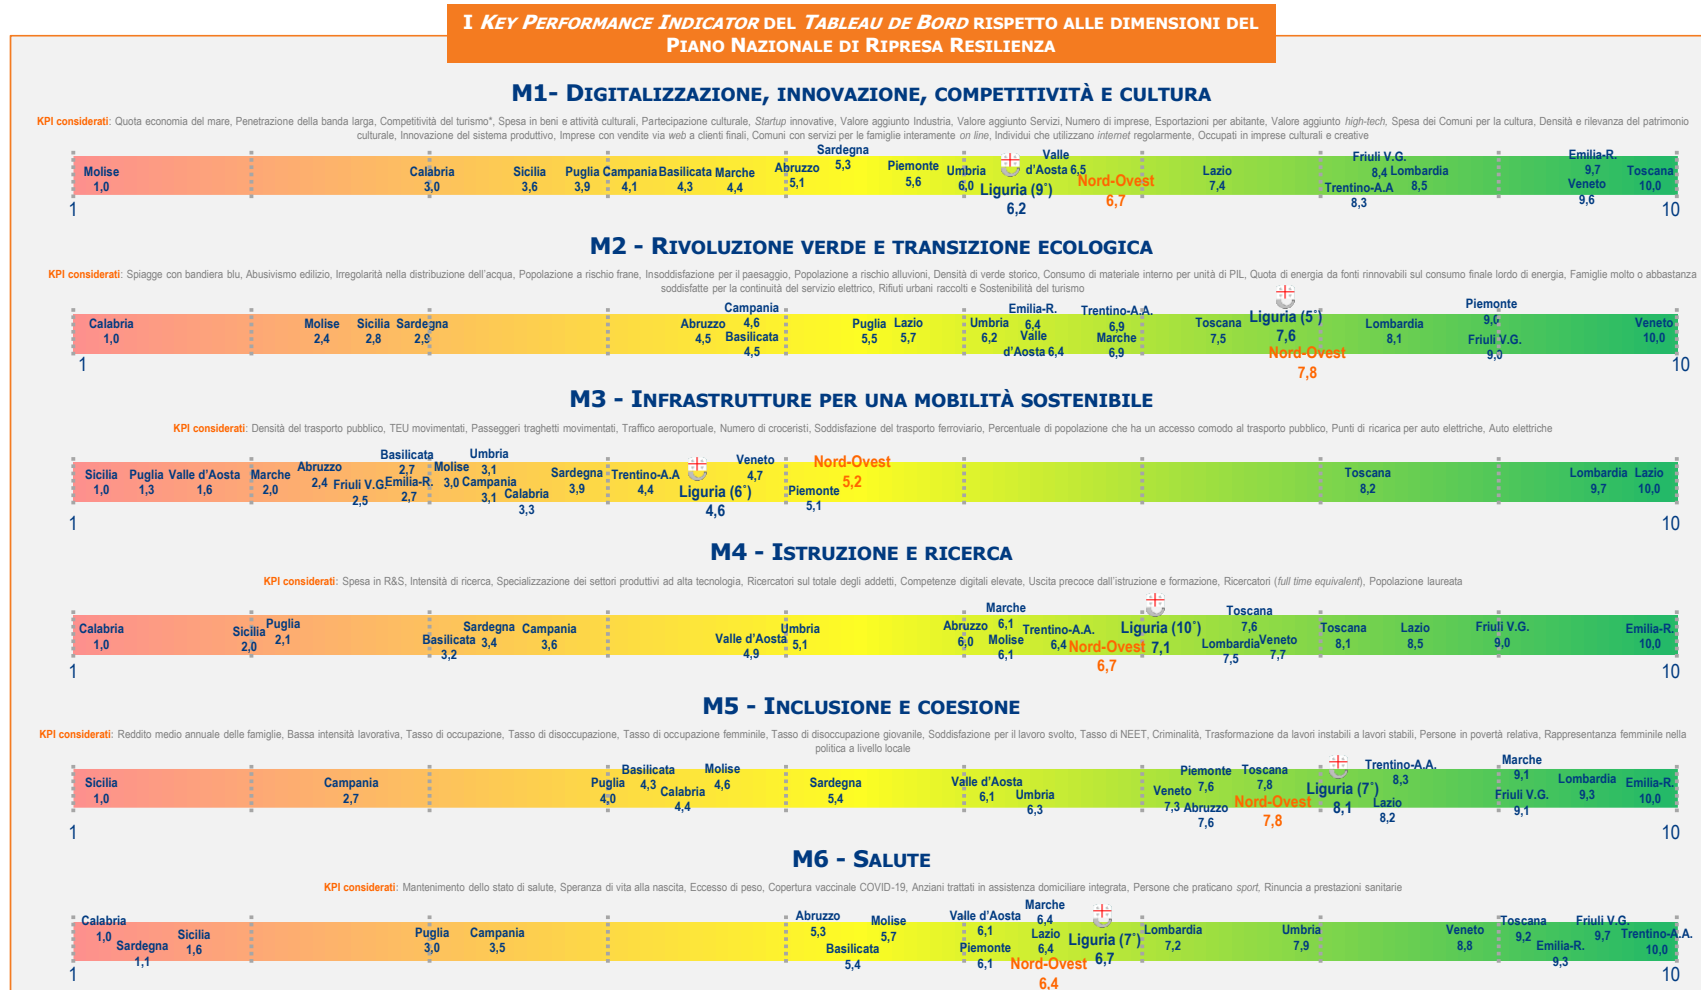 I KEY PERFORMANCE INDICATOR DEL TABLEAU DE BORD RISPETTO ALLE DIMENSIONI DEL
PIANO NAZIONALE DI RIPRESA RESILIENZA
M1- DIGITALIZZAZIONE, INNOVAZIONE, COMPETITIVITÀ E CULTURA
KPI considerati: Quota economia del mare, Penetrazione della banda larga, Competitività del turismo*, Spesa in beni e attività culturali, Partecipazione culturale, Startup innovative, Valore aggiunto Industria, Valore aggiunto Servizi, Numero di imprese, Esportazioni per abitante, Valore aggiunto high-tech, Spesa dei Comuni per la cultura, Densità e rilevanza del patrimonio
culturale, Innovazione del sistema produttivo, Imprese con vendite via web a clienti finali, Comuni con servizi per le famiglie interamente on line, Individui che utilizzano internet regolarmente, Occupati in imprese culturali e creative
Molise
1,0
Calabria
3,0
Sicilia
3,6
Puglia
3,9
Campania
4,1
Basilicata
4,3
Marche
4,4
Abruzzo
5,1
Sardegna
5,3
Piemonte
5,6
Umbria
6,0
Liguria (9°)
6,2
Valle
d'Aosta 6,5
Nord-Ovest
6,7
Lazio
7,4
Trentino-A.A
8,3
Friuli V.G.
8,4
Lombardia
8,5
Veneto
9,6
Emilia-R.
9,7
Toscana
10,0
1
10
M2 - RIVOLUZIONE VERDE E TRANSIZIONE ECOLOGICA
KPI considerati: Spiagge con bandiera blu, Abusivismo edilizio, Irregolarità nella distribuzione dell'acqua, Popolazione a rischio frane, Insoddisfazione per il paesaggio, Popolazione a rischio alluvioni, Densità di verde storico, Consumo di materiale interno per unità di PIL, Quota di energia da fonti rinnovabili sul consumo finale lordo di energia, Famiglie molto o abbastanza
soddisfatte per la continuità del servizio elettrico, Rifiuti urbani raccolti e Sostenibilità del turismo
Calabria
1,0
Molise
2,4
Sicilia
2,8
Sardegna
2,9
Abruzzo
4,5
Campania
4,6
Basilicata
4,5
Puglia
5,5
Lazio
5,7
Umbria
6,2
Emilia-R.
6,4
Valle
d'Aosta 6,4
Trentino-A.A.
6,9
Marche
6,9
Toscana
7,5
Liguria (5°)
7,6
Nord-Ovest
7,8
Lombardia
8,1
Piemonte
9,0
Friuli V.G.
9,0
Veneto
10,0
1
10
M3 - INFRASTRUTTURE PER UNA MOBILITÀ SOSTENIBILE
KPI considerati: Densità del trasporto pubblico, TEU movimentati, Passeggeri traghetti movimentati, Traffico aeroportuale, Numero di croceristi, Soddisfazione del trasporto ferroviario, Percentuale di popolazione che ha un accesso comodo al trasporto pubblico, Punti di ricarica per auto elettriche, Auto elettriche
Sicilia
1,0
Puglia
1,3
Valle d'Aosta
1,6
Marche
2,0
Abruzzo
2,4
Friuli V.G.
2,5
Basilicata
2,7
Emilia-R.
2,7
Molise
3,0
Umbria
3,1
Campania
3,1
Calabria
3,3
Sardegna
3,9
Trentino-A.A
4,4
Liguria (6°)
4,6
Veneto
4,7
Piemonte
5,1
Nord-Ovest
5,2
Toscana
8,2
Lombardia
9,7
Lazio
10,0
1
10
M4 - ISTRUZIONE E RICERCA
KPI considerati: Spesa in R&S, Intensità di ricerca, Specializzazione dei settori produttivi ad alta tecnologia, Ricercatori sul totale degli addetti, Competenze digitali elevate, Uscita precoce dall'istruzione e formazione, Ricercatori (full time equivalent), Popolazione laureata
Calabria
1,0
Sicilia
2,0
Puglia
2,1
Basilicata
3,2
Sardegna
3,4
Campania
3,6
Valle d'Aosta
4,9
Umbria
5,1
Abruzzo
6,0
Marche
6,1
Molise
6,1
Trentino-A.A.
6,4
Nord-Ovest
6,7
Liguria (10°)
7,1
Lombardia
7,5
Toscana
7,6
Veneto
7,7
Toscana
8,1
Lazio
8,5
Friuli V.G.
9,0
Emilia-R.
10,0
1
10
M5 - INCLUSIONE E COESIONE
KPI considerati: Reddito medio annuale delle famiglie, Bassa intensità lavorativa, Tasso di occupazione, Tasso di disoccupazione, Tasso di occupazione femminile, Tasso di disoccupazione giovanile, Soddisfazione per il lavoro svolto, Tasso di NEET, Criminalità, Trasformazione da lavori instabili a lavori stabili, Persone in povertà relativa, Rappresentanza femminile nella
politica a livello locale
Sicilia
1,0
Campania
2,7
Puglia
4,0
Basilicata
4,3
Calabria
4,4
Molise
4,6
Sardegna
5,4
Valle d'Aosta
6,1
Umbria
6,3
Veneto
7,3
Piemonte
7,6
Abruzzo
7,6
Toscana
7,8
Nord-Ovest
7,8
Liguria (7°)
8,1
Lazio
8,2
Trentino-A.A.
8,3
Marche
9,1
Friuli V.G.
9,1
Lombardia
9,3
Emilia-R.
10,0
1
10
M6 - SALUTE
KPI considerati: Mantenimento dello stato di salute, Speranza di vita alla nascita, Eccesso di peso, Copertura vaccinale COVID-19, Anziani trattati in assistenza domiciliare integrata, Persone che praticano sport, Rinuncia a prestazioni sanitarie
Calabria
1,0
Sardegna
1,1
Sicilia
1,6
Puglia
3,0
Campania
3,5
Abruzzo
5,3
Basilicata
5,4
Molise
5,7
Valle d'Aosta
6,1
Piemonte
6,1
Marche
6,4
Lazio
6,4
Nord-Ovest
6,4
Liguria (7°)
6,7
Lombardia
7,2
Umbria
7,9
Veneto
8,8
Toscana
9,2
Emilia-R.
9,3
Friuli V.G.
9,7
Trentino-A.A.
10,0
1
10